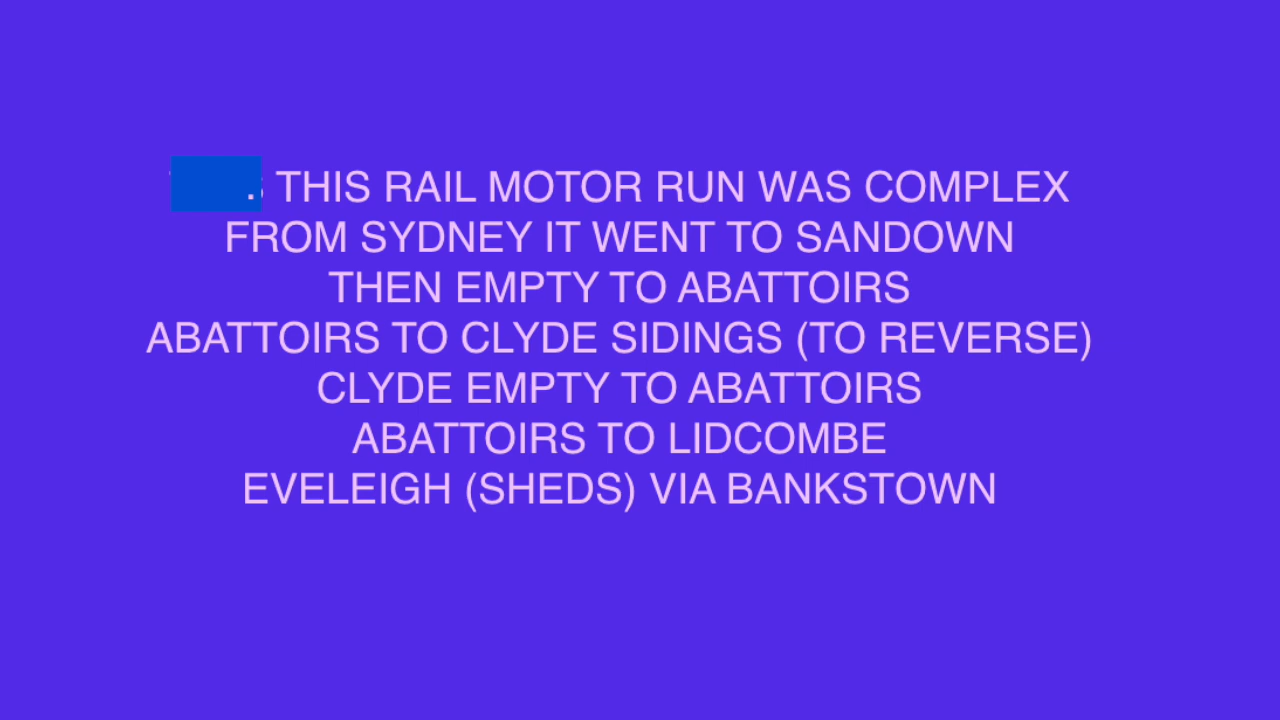 THIS RAIL MOTOR RUN WAS COMPLEX
FROM SYDNEY IT WENT TO SANDOWN
THEN EMPTY TO ABATTOIRS
ABATTOIRS TO CLYDE SIDINGS (TO REVERSE)
CLYDE EMPTY TO ABATTOIRS
ABATTOIRS TO LIDCOMBE
EVELEIGH (SHEDS) VIA BANKSTOWN